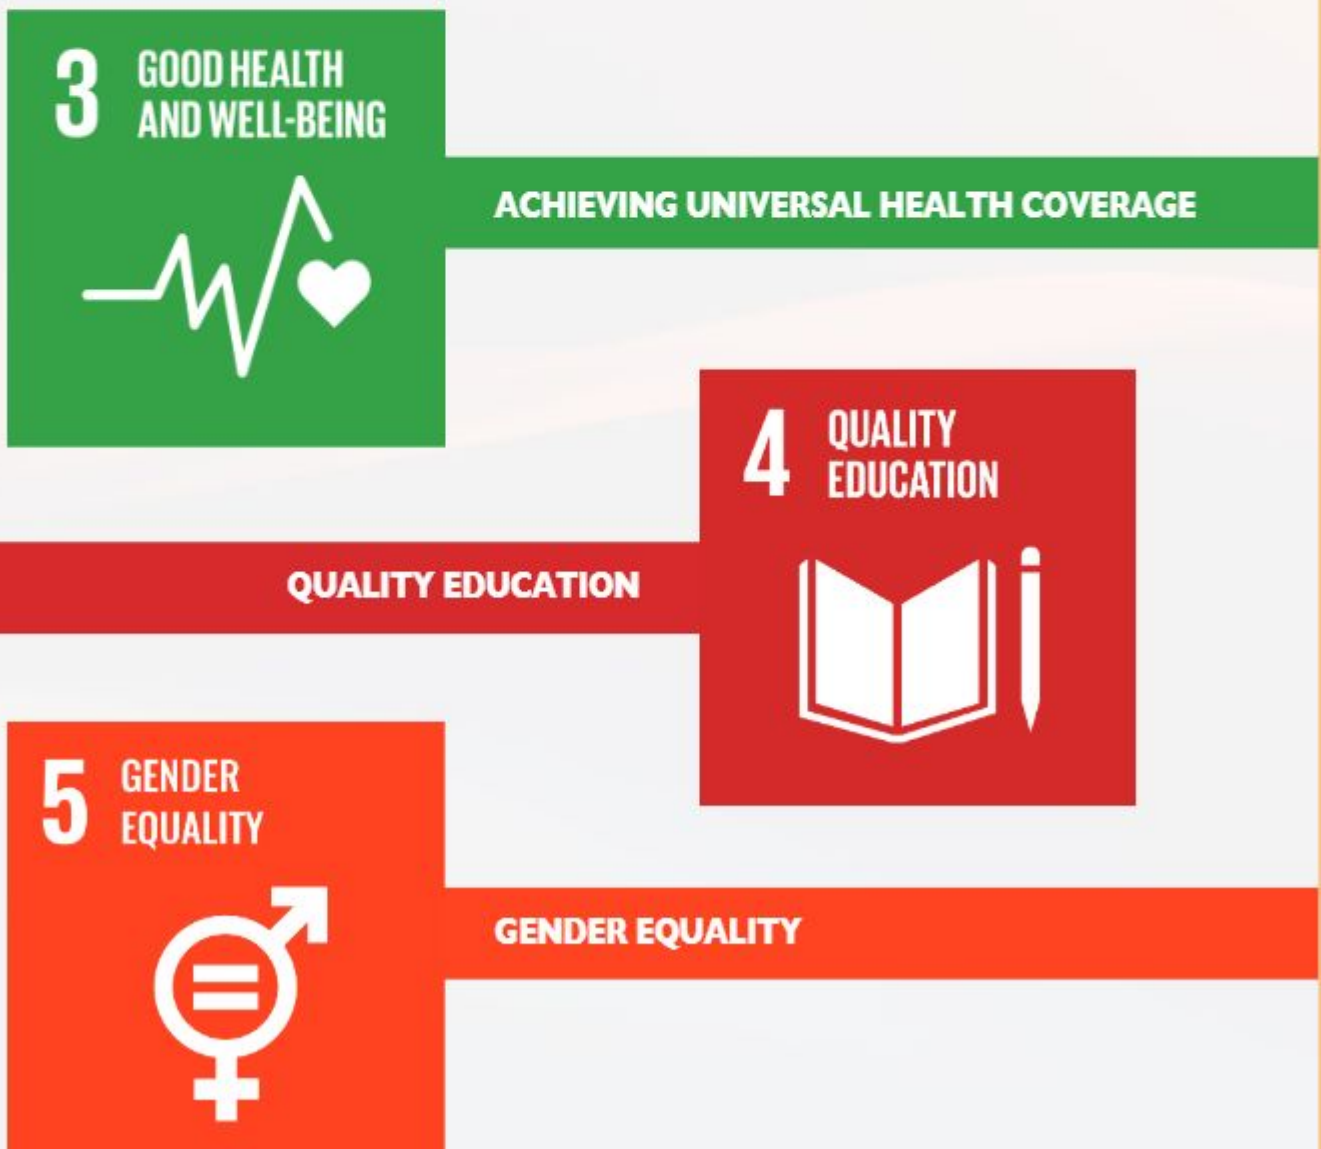 3 GOOD HEALTH
AND WELL-BEING
ACHIEVING UNIVERSAL HEALTH COVERAGE
4 QUALITY
EDUCATION
QUALITY EDUCATION
5 GENDER
EQUALITY
GENDER EQUALITY